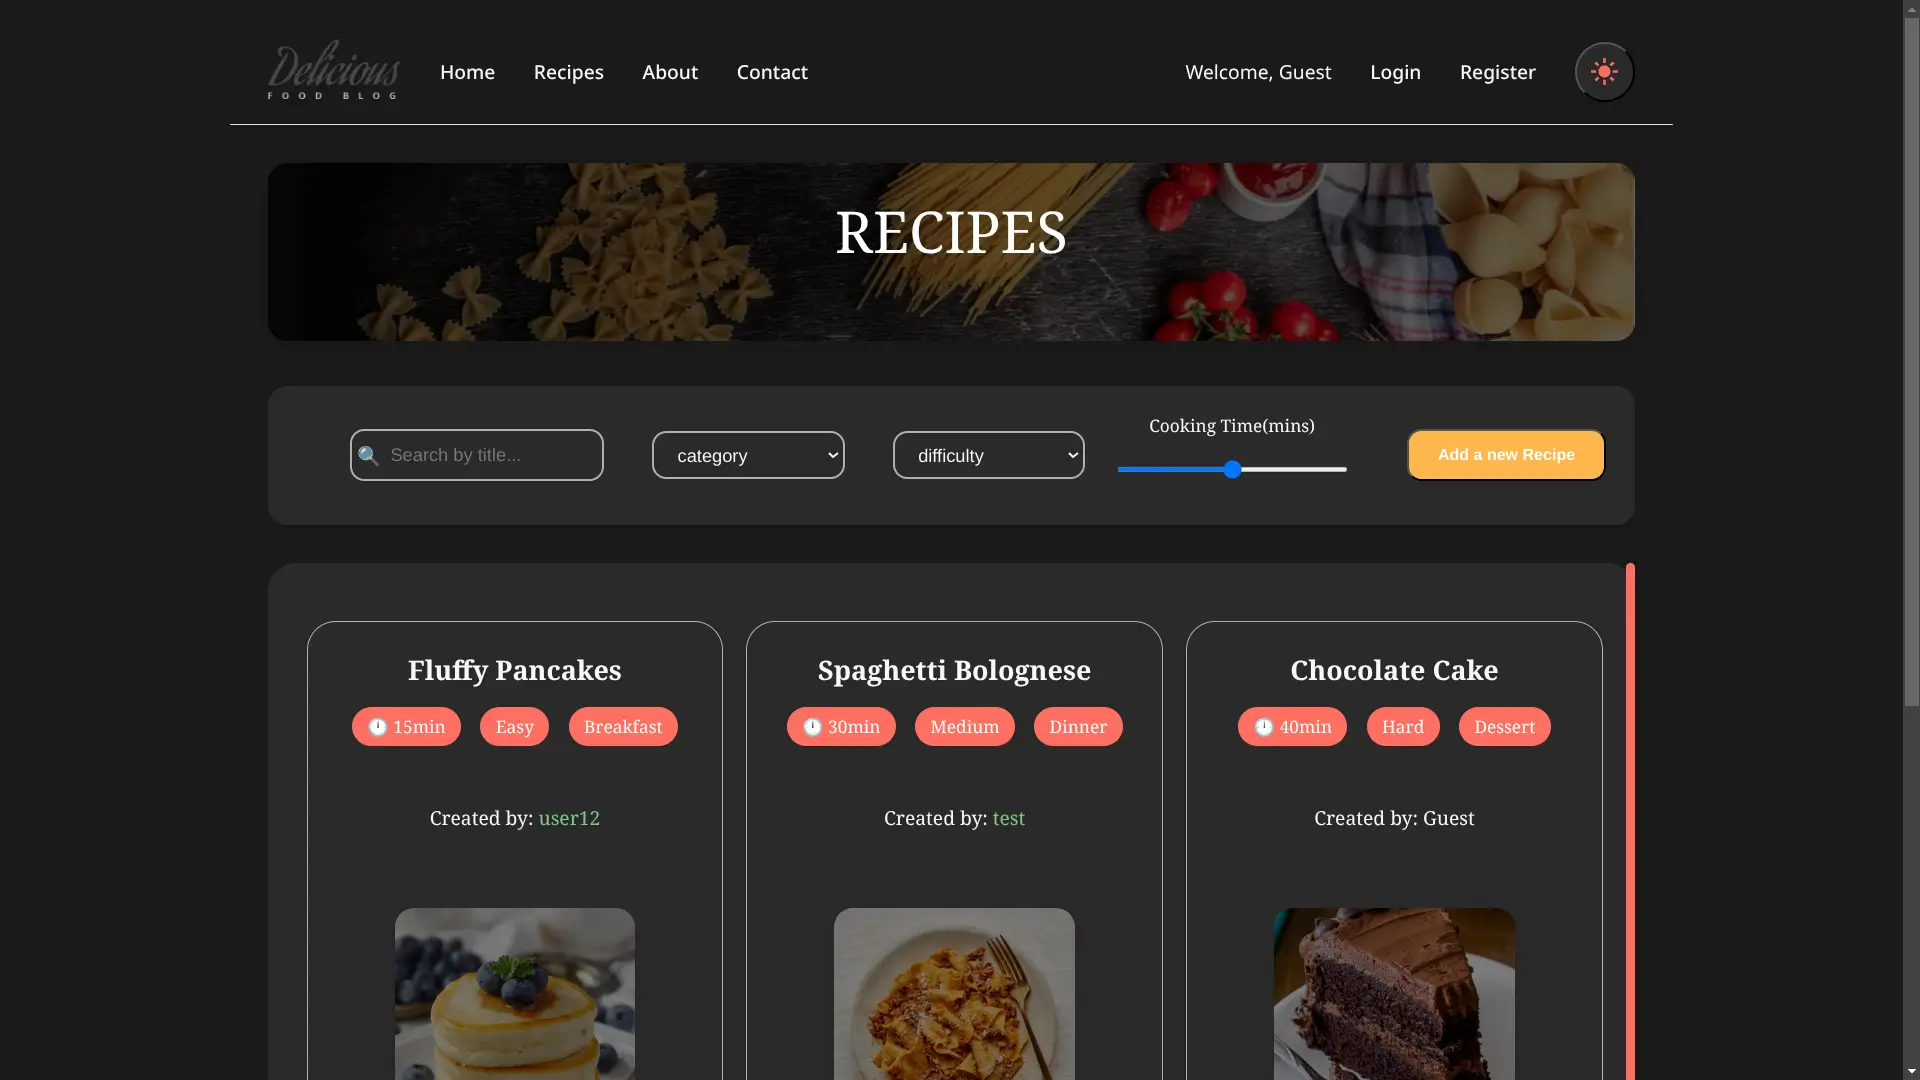 Delicious
FOOD BLOG
Home
Recipes
About
Contact
Welcome, Guest
Login
Register
RECIPES
Search by title...
category
difficulty
Cooking Time(mins)
Add a new Recipe
Fluffy Pancakes
15min
Easy
Breakfast
Created by: user12
Spaghetti Bolognese
30min
Medium
Dinner
Created by: test
Chocolate Cake
40min
Hard
Dessert
Created by: Guest